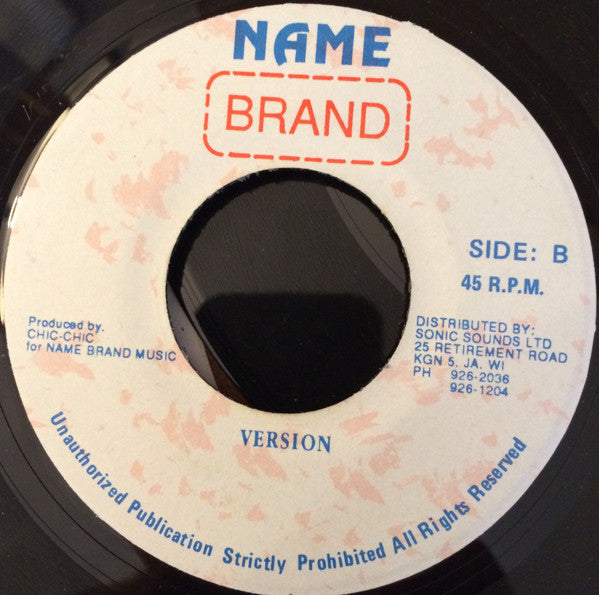 NAME
BRAND
SIDE: B
45 R.P.M.
Produced by.
CHIC-CHIC
for NAME BRAND MUSIC
DISTRIBUTED BY:
SONIC SOUNDS LTD
25 RETIREMENT ROAD
KGN 5. JA. WI
PH 926-2036
926-1204
VERSION
Unauthorized Publication Strictly Prohibited All Rights Reserved